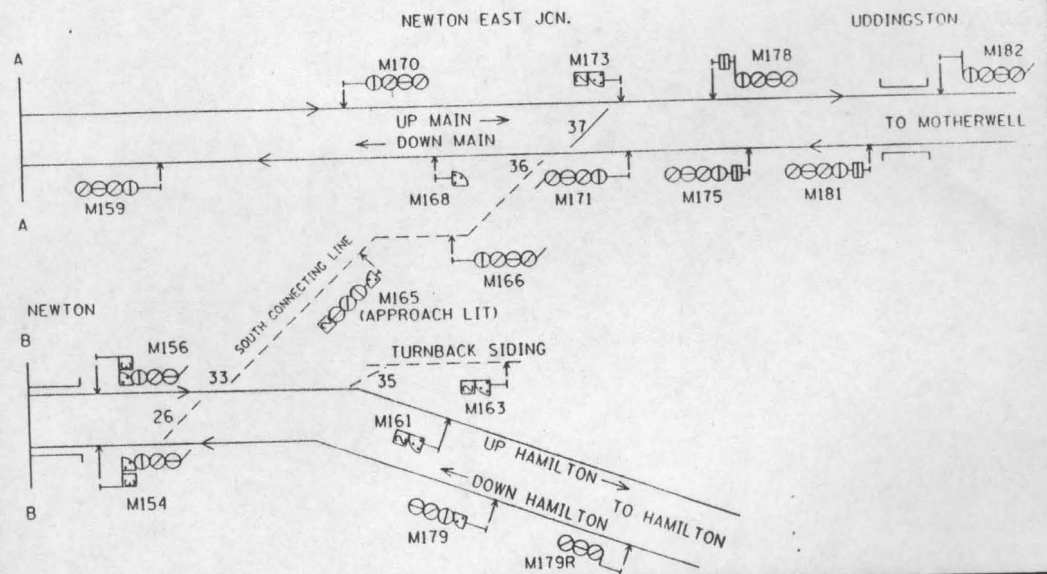 NEWTON EAST JCN.
UDDINGSTON
A
M170
M173
M178
M182
UP MAIN →
← DOWN MAIN
37
TO MOTHERWELL
36
M159
M168
M171
M175
M181
A
M166
SOUTH CONNECTING LINE
M165
(APPROACH LIT)
NEWTON
B
M156
33
TURNBACK SIDING
35
M163
26
M161
UP HAMILTON →
← DOWN HAMILTON
TO HAMILTON
M154
B
M179
M179R